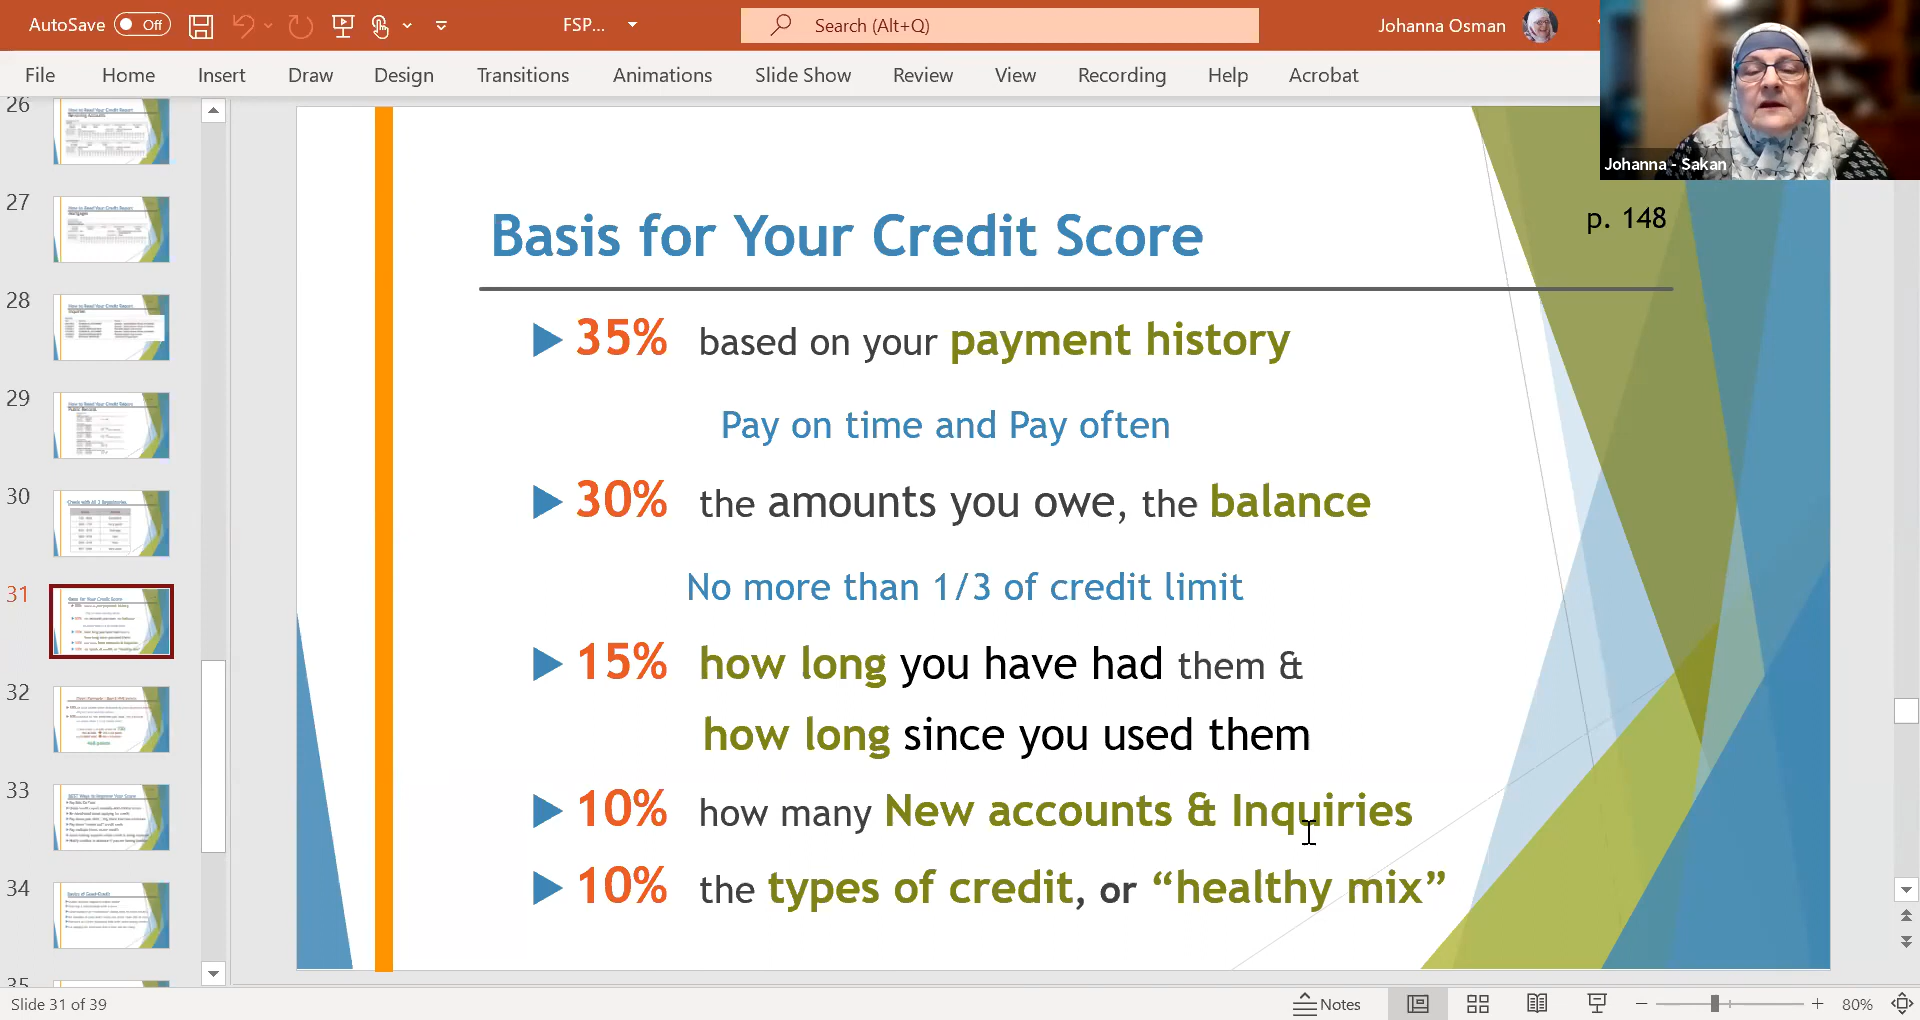 AutoSave Off
FSP...
Search (Alt+Q)
Johanna Osman
File Home Insert Draw Design Transitions Animations Slide Show Review View Recording Help Acrobat
Johanna - Sakan
26
27
28
29
30
31
32
33
34
35
p. 148
Basis for Your Credit Score
35% based on your payment history
Pay on time and Pay often
30% the amounts you owe, the balance
No more than 1/3 of credit limit
15% how long you have had them &
how long since you used them
10% how many New accounts & Inquiries
10% the types of credit, or “healthy mix”
Slide 31 of 39
Notes
80%